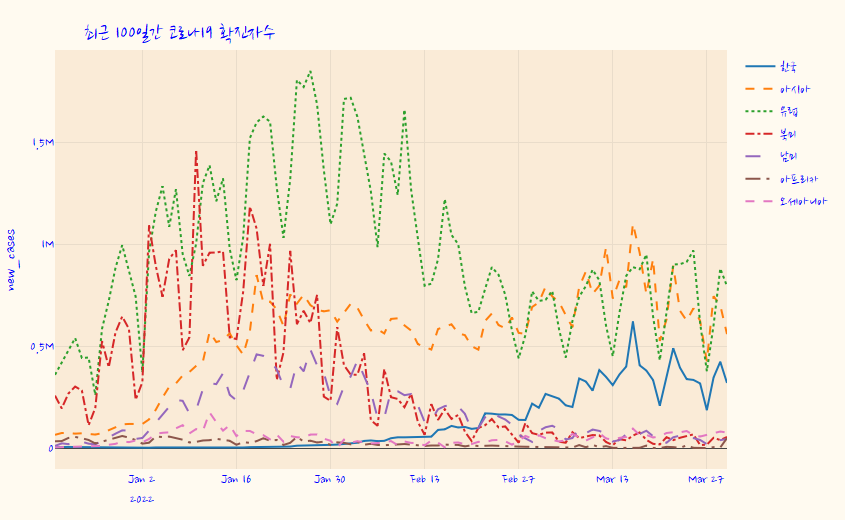 최근 100일간 코로나19 확진자수
한국
아시아
유럽
북미
남미
아프리카
오세아니아
new_cases
1.5M
1M
0.5M
0
Jan 2
2022
Jan 16
Jan 30
Feb 13
Feb 27
Mar 13
Mar 27